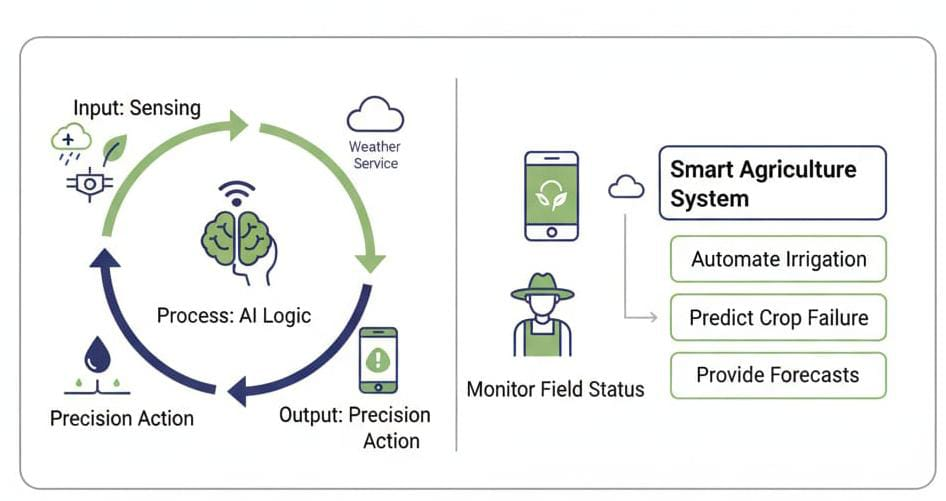 Input: Sensing
Weather
Service
Process: AI Logic
Precision Action
Output: Precision
Action
Monitor Field Status
Smart Agriculture
System
Automate Irrigation
Predict Crop Failure
Provide Forecasts